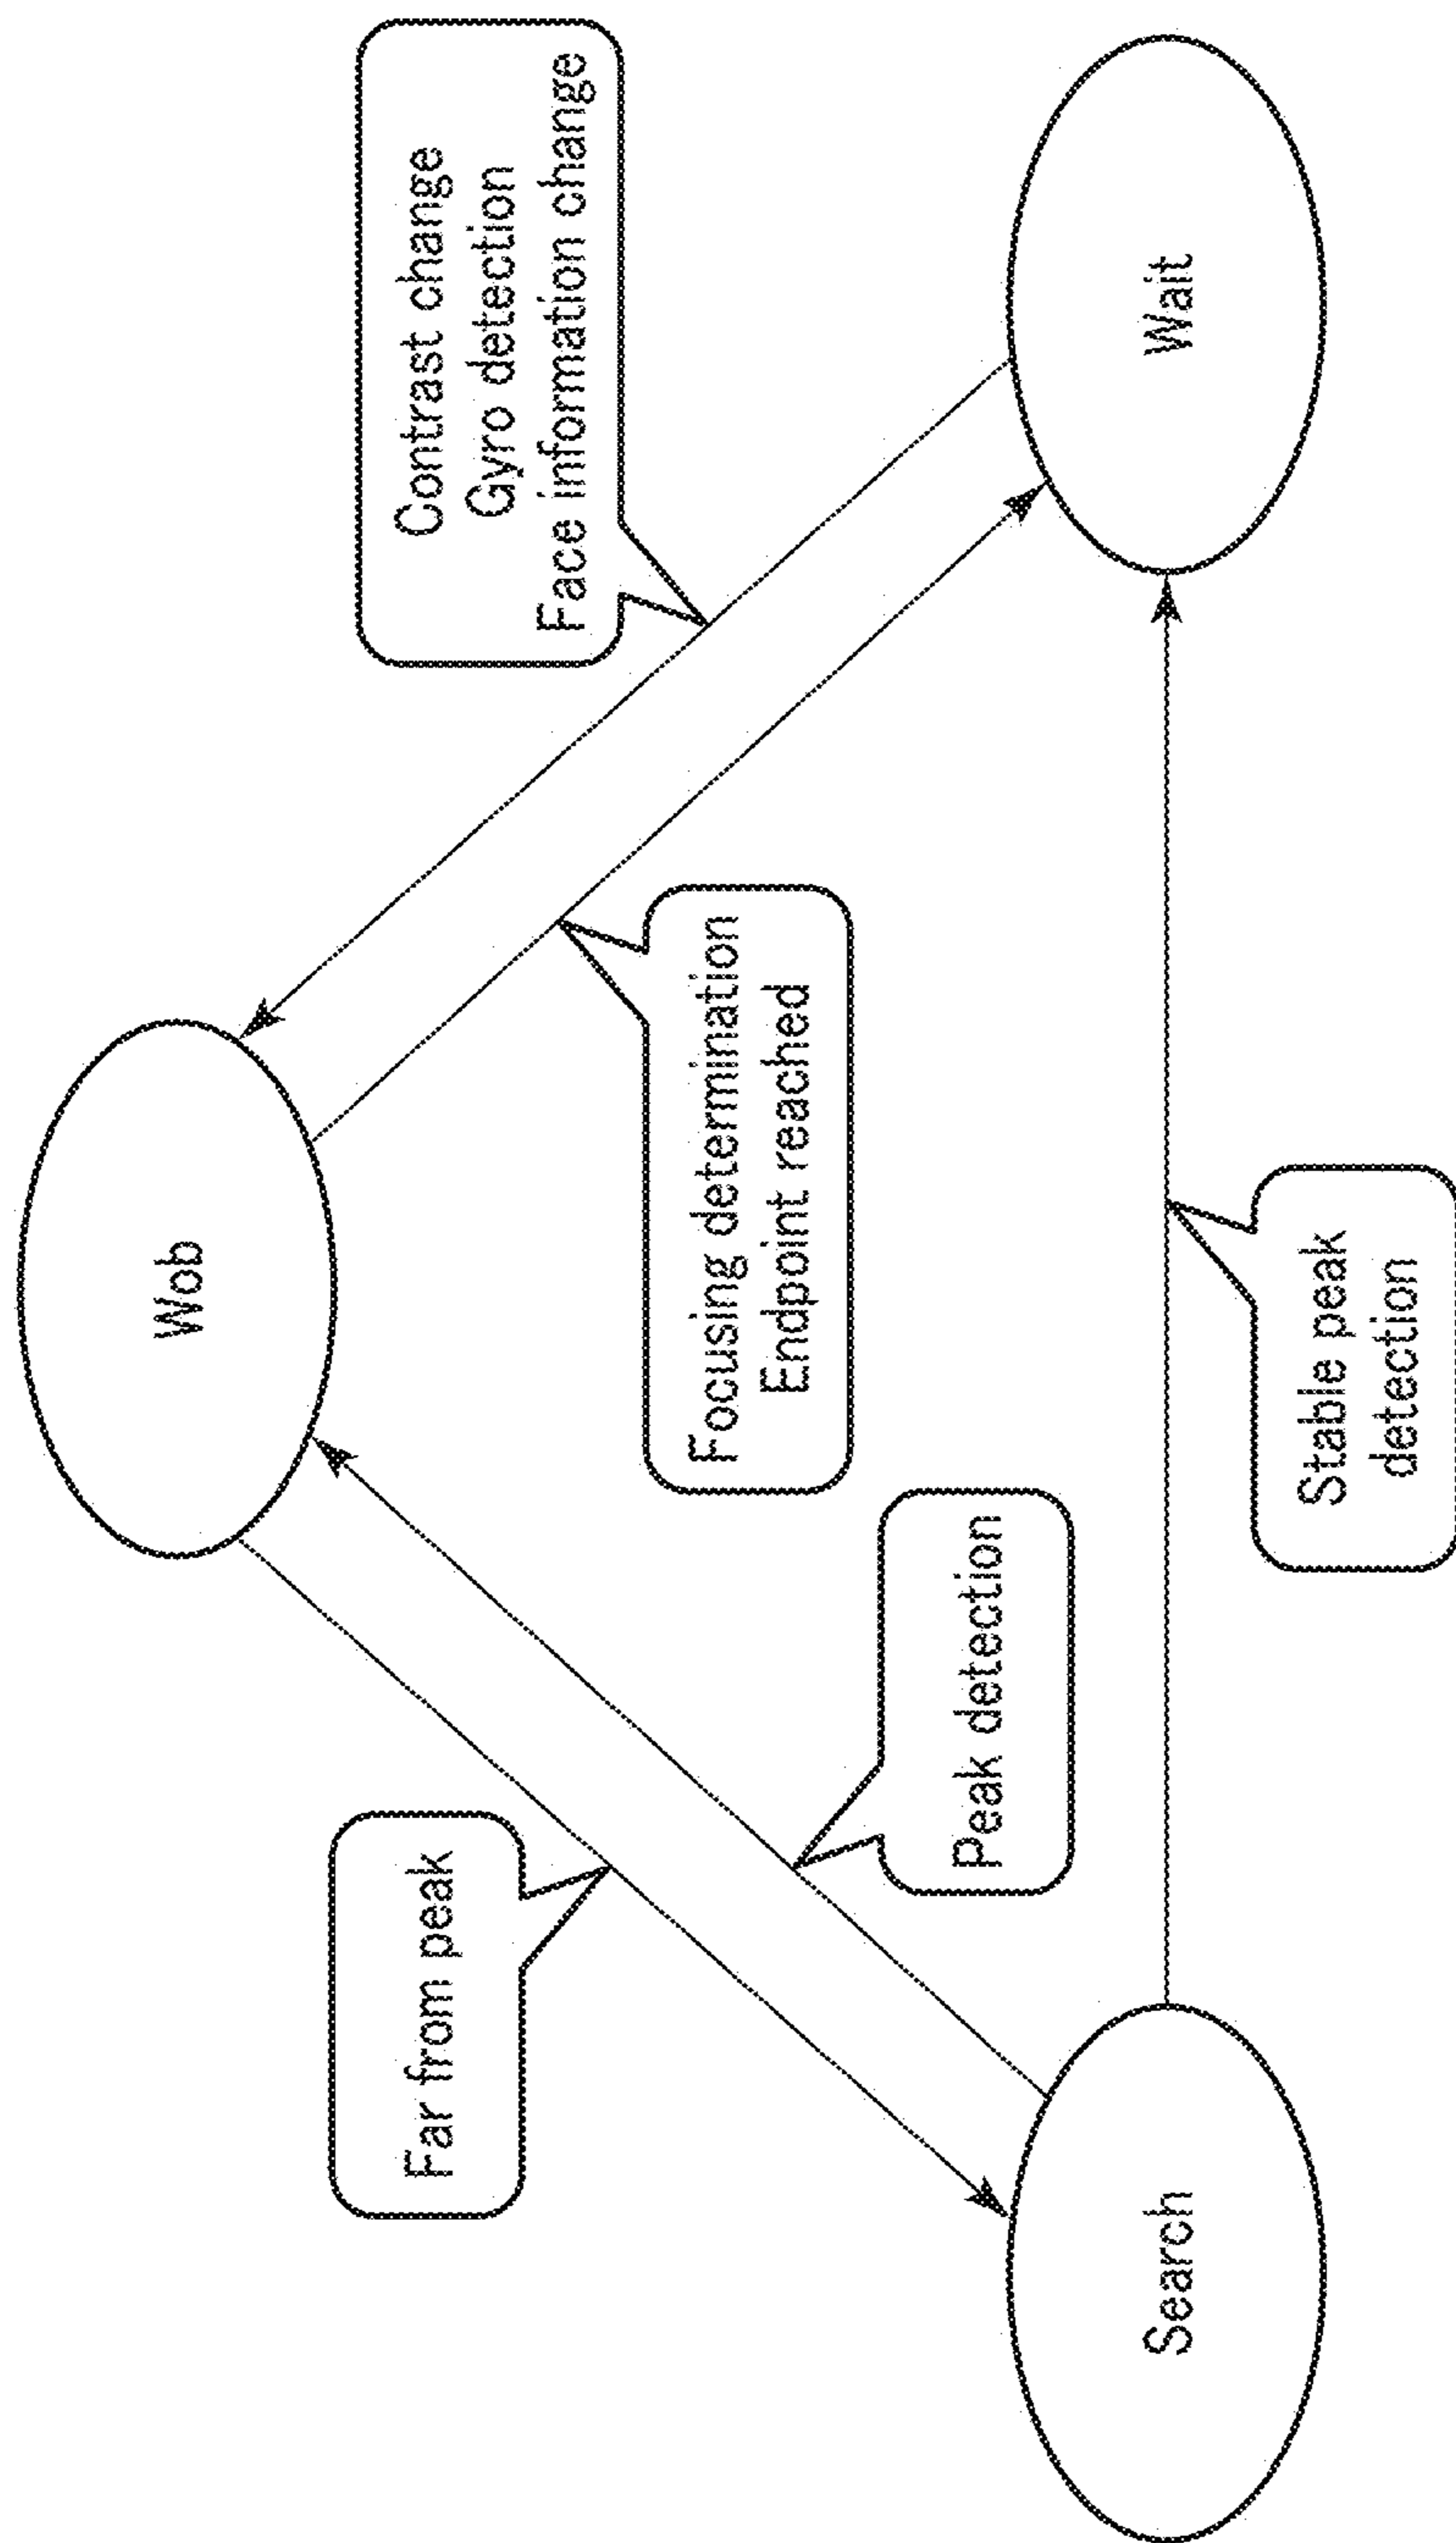 Wob
Contrast change
Gyro detection
Face information change
Far from peak
Focusing determination
Endpoint reached
Peak detection
Search
Wait
Stable peak
detection